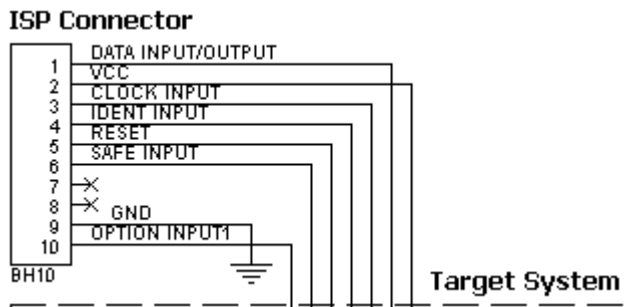 ISP Connector
1 DATA INPUT/OUTPUT
2 VCC
3 CLOCK INPUT
4 IDENT INPUT
5 RESET
6 SAFE INPUT
7
8
9 GND
10 OPTION INPUT1
BH10
Target System